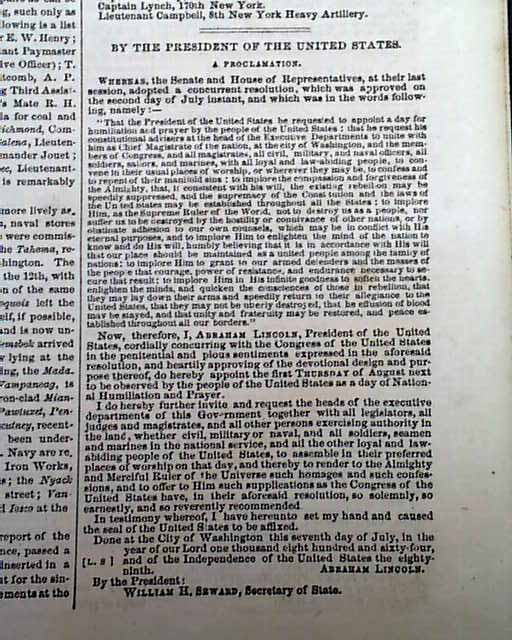 Captain Lynch, 170th New York.
Lieutenant Campbell, 8th New York Heavy Artillery.
BY THE PRESIDENT OF THE UNITED STATES.
A PROCLAMATION.
WHEREAS, the Senate and House of Representatives, at their last
session, adopted a concurrent resolution, which was approved on
the second day of July instant, and which was in the words follow-
ing, namely:—
"That the President of the United States be requested to appoint a day for
humiliation and prayer by the people of the United States; that he request his
constitutional advisers at the head of the Executive Departments to unite with
him as Chief Magistrate of the nation, at the city of Washington, and the mem-
bers of Congress, and all magistrates, all civil, military, and naval officers, all
soldiers, sailors, and marines, with all loyal and law-abiding people, to con-
vene in their usual places of worship, or wherever they may be, to confess and
to repent of their manifold sins; to implore the compassion and forgiveness of
the Almighty, that, if consistent with his will, the existing rebellion may be
speedily suppressed, and the supremacy of the Constitution and the laws of
the United States may be established throughout all the States; to implore
Him, as the Supreme Ruler of the Word, not to destroy us as a people, nor
suffer us to be destroyed by the hostility or connivance of other nations, or by
obstinate adhesion to our own counsels, which may be in conflict with His
eternal purposes, and to implore Him to enlighten the mind of the nation to
know and do His will, humbly believing that it is in accordance with His will
that our place should be maintained as a united people among the family of
nations; to implore Him to grant to our armed defenders and the masses of
the people that courage, power of resistance, and endurance necessary to se-
cure that result; to implore Him in His infinite goodness to soften the hearts,
enlighten the minds, and quicken the consciences of those in rebellion, that
they may lay down their arms and speedily return to their allegiance to the
United States, that they may not be utterly destroyed, that the effusion of blood
may be stayed, and that unity and fraternity may be restored, and peace es-
tablished throughout all our borders."
Now, therefore, I, ABRAHAM LINCOLN, President of the United
States, cordially concurring with the Congress of the United States
in the penitential and pious sentiments expressed in the aforesaid
resolution, and heartily approving of the devotional design and pur-
pose thereof, do hereby appoint the first THURSDAY of August next
to be observed by the people of the United States as a day of Nation-
al Humiliation and Prayer.
I do hereby further invite and request the heads of the executive
departments of this Government together with all legislators, all
judges and magistrates, and all other persons exercising authority in
the land, whether civil, military or naval, and all soldiers, seamen
and marines in the national service, and all the other loyal and law-
abiding people of the United States, to assemble in their preferred
places of worship on that day, and thereby to render to the Almighty
and Merciful Ruler of the Universe such homages and such confes-
sions, and to offer to Him such supplications as the Congress of the
United States have, in their aforesaid resolution, so solemnly, so
earnestly, and so reverently recommended.
In testimony whereof, I have hereunto set my hand and caused
the seal of the United States to be affixed.
Done at the City of Washington this seventh day of July, in the
year of our Lord one thousand eight hundred and sixty-four,
[L. S] and of the Independence of the United States the eighty-
ninth. ABRAHAM LINCOLN.
By the President:
WILLIAM H. SEWARD, Secretary of State.